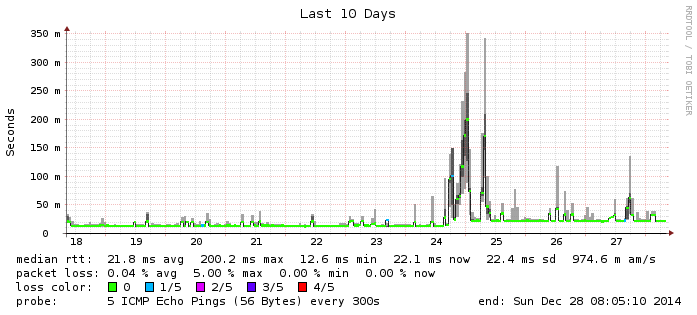 Last 10 Days
RRDTOOL / TOBI OETIKER
Seconds
350 m
300 m
250 m
200 m
150 m
100 m
50 m
0
18 19 20 21 22 23 24 25 26 27
median rtt: 21.8 ms avg 200.2 ms max 12.6 ms min 22.1 ms now 22.4 ms sd 974.6 m am/s
packet loss: 0.04 % avg 5.00 % max 0.00 % min 0.00 % now
loss color: 0 1/5 2/5 3/5 4/5
probe: 5 ICMP Echo Pings (56 Bytes) every 300s end: Sun Dec 28 08:05:10 2014